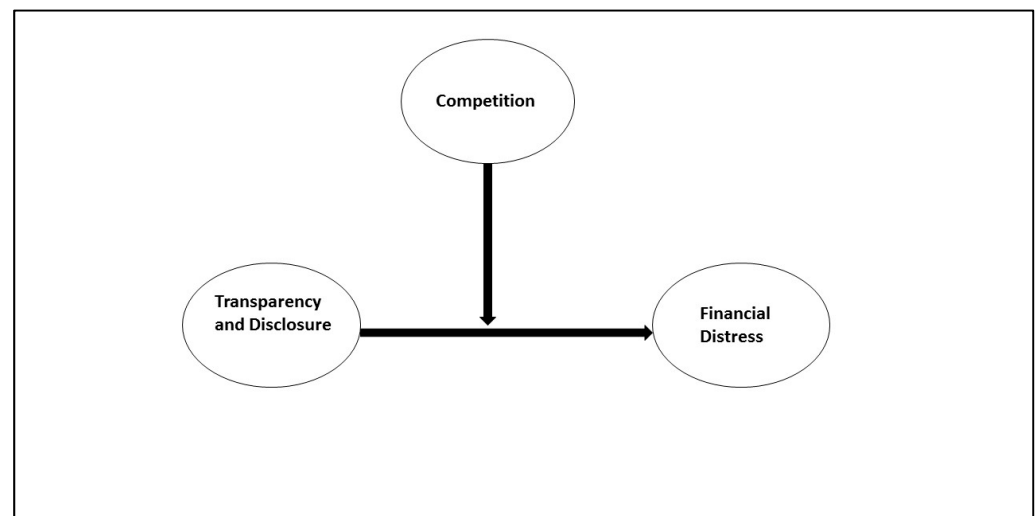 Competition
Transparency
and Disclosure
Financial
Distress